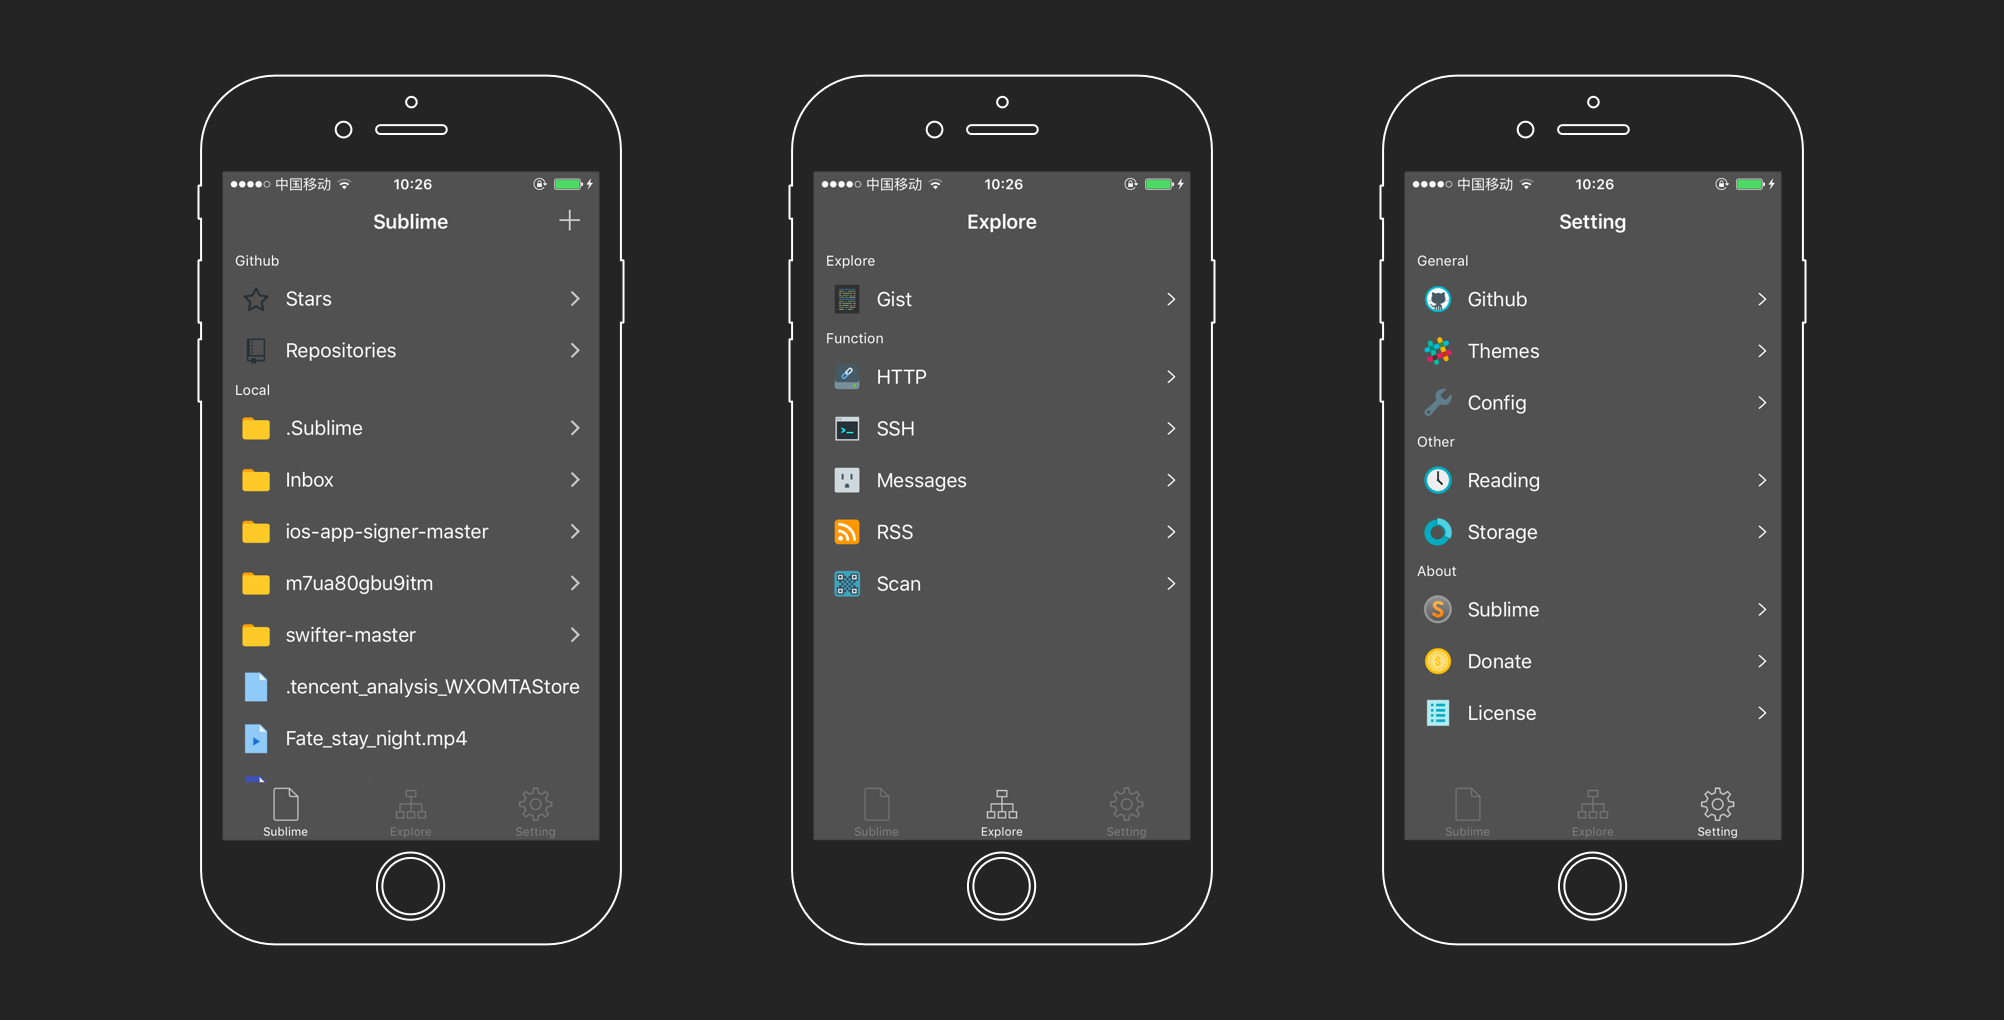 中国移动 10:26
Sublime
Github
Stars
Repositories
Local
.Sublime
Inbox
ios-app-signer-master
m7ua80gbu9itm
swifter-master
.tencent_analysis_WXOMTAStore
Fate_stay_night.mp4
Sublime Explore Setting
中国移动 10:26
Explore
Explore
Gist
Function
HTTP
SSH
Messages
RSS
Scan
Sublime Explore Setting
中国移动 10:26
Setting
General
Github
Themes
Config
Other
Reading
Storage
About
Sublime
Donate
License
Sublime Explore Setting